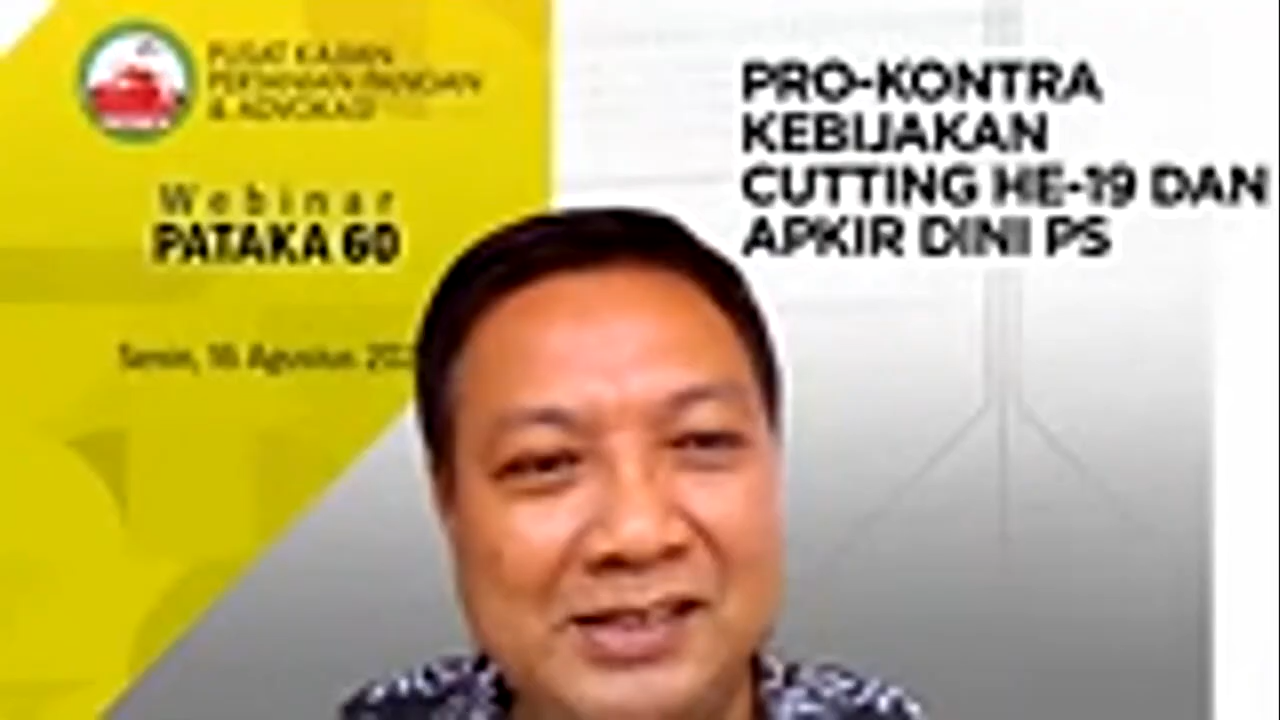 PUSAT KAJIAN
PERTANIAN PANGAN
& ADVOKASI
Webinar
PATAKA 60
Senin, 16 Agustus
PRO-KONTRA
KEBIJAKAN
CUTTING HE-19 DAN
APKIR DINI PS